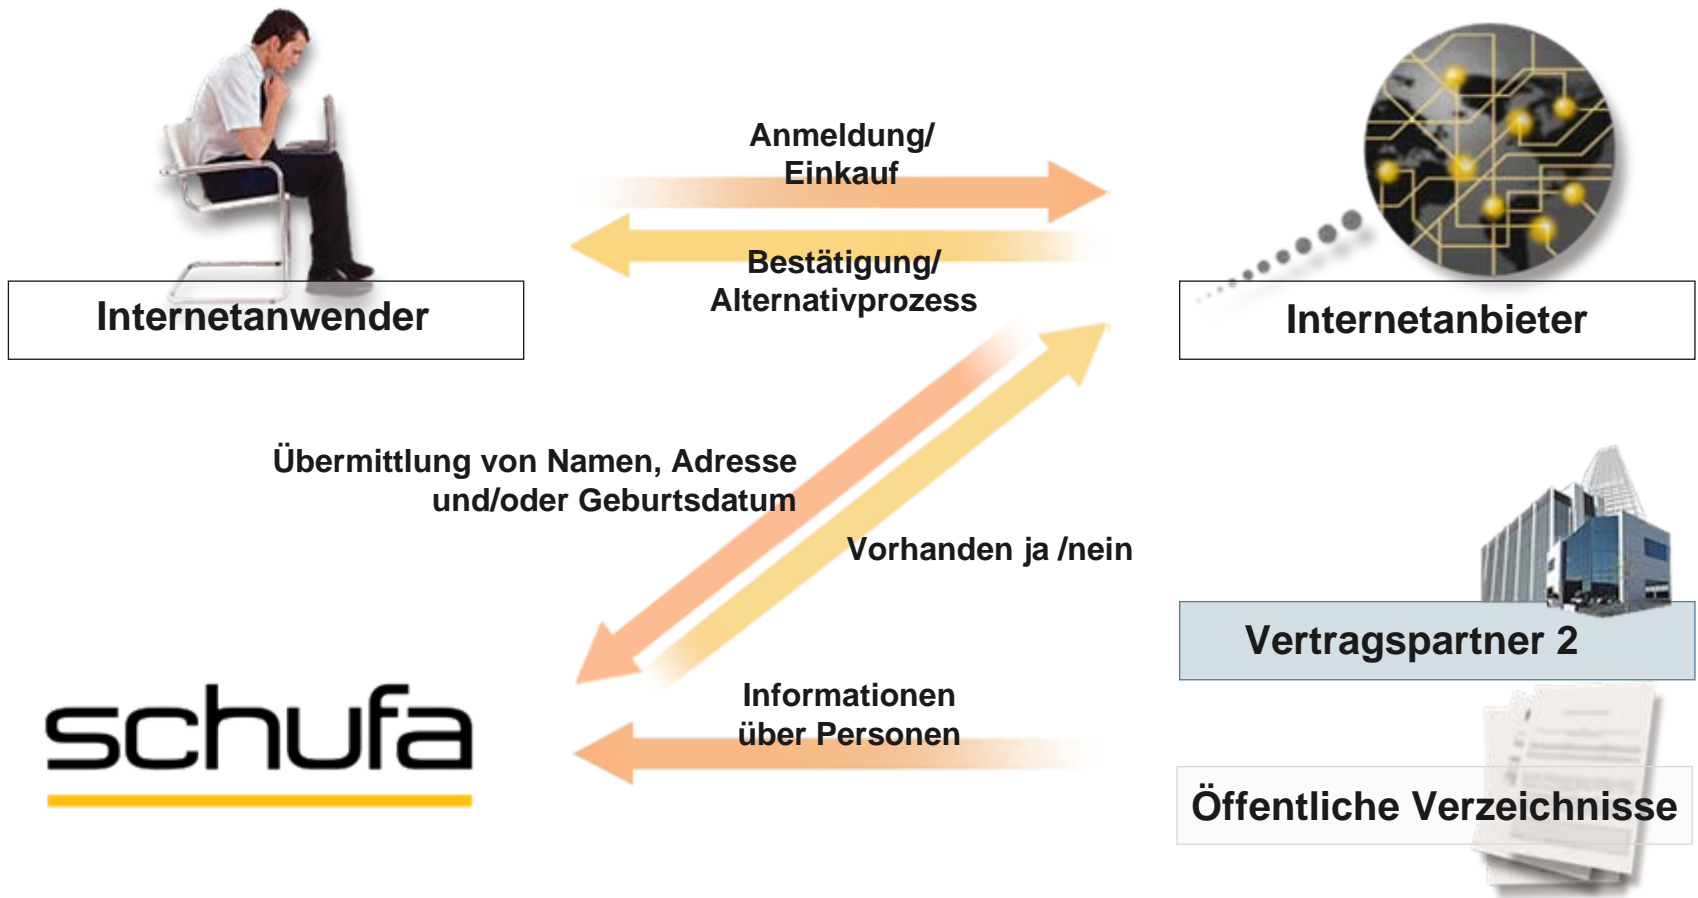 Anmeldung/
Einkauf
Bestätigung/
Alternativprozess
Internetanwender
Internetanbieter
Übermittlung von Namen, Adresse
und/oder Geburtsdatum
Vorhanden ja /nein
Vertragspartner 2
schufa
Informationen
über Personen
Öffentliche Verzeichnisse